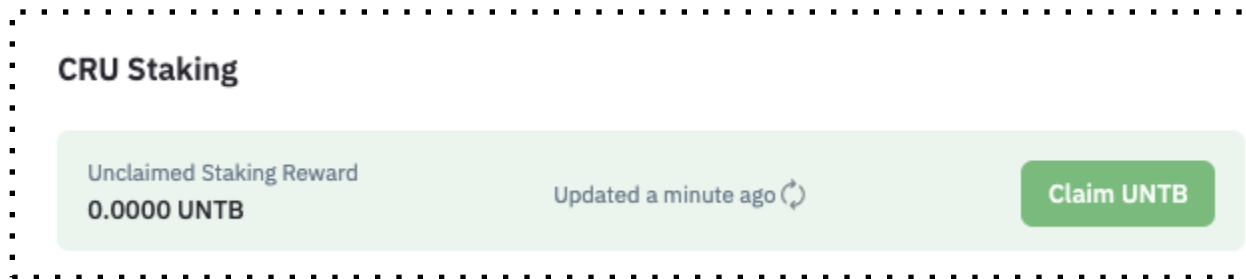 CRU Staking
Unclaimed Staking Reward
0.0000 UNTB
Updated a minute ago
Claim UNTB